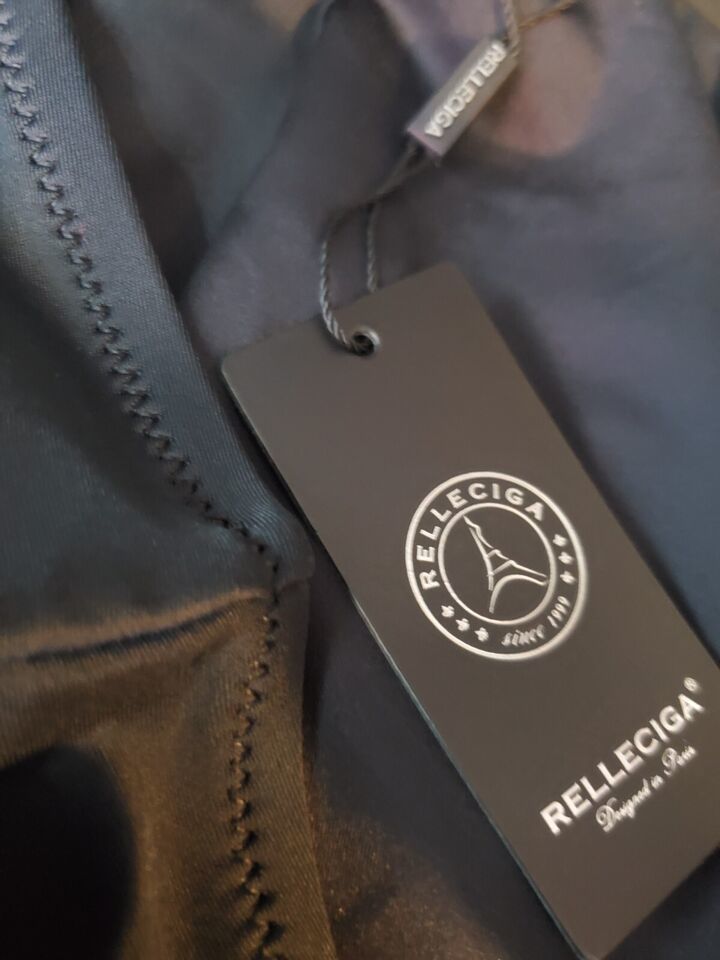 RELLECIGA
RELLECIGA
since 1999
RELLECIGA®
Designed in Paris